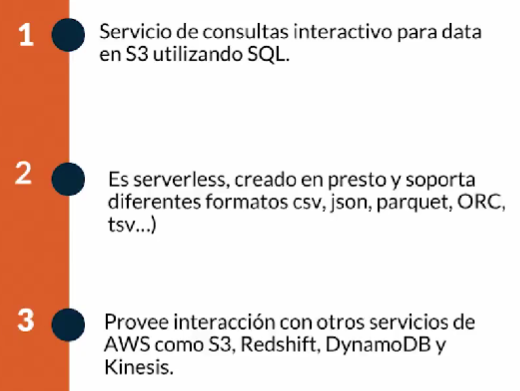 1
Servicio de consultas interactivo para data
en S3 utilizando SQL.
2
Es serverless, creado en presto y soporta
diferentes formatos csv, json, parquet, ORC,
tsv...)
3
Provee interacción con otros servicios de
AWS como S3, Redshift, DynamoDB y
Kinesis.